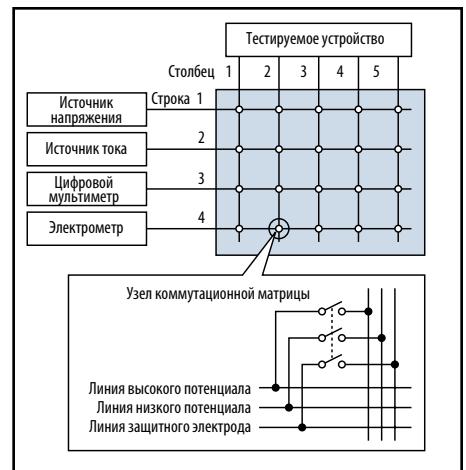 Тестируемое устройство
Столбец 1 2 3 4 5
Источник
напряжения
Строка 1
Источник тока
2
Цифровой
мультиметр
3
Электрометр
4
Узел коммутационной матрицы
Линия высокого потенциала
Линия низкого потенциала
Линия защитного электрода